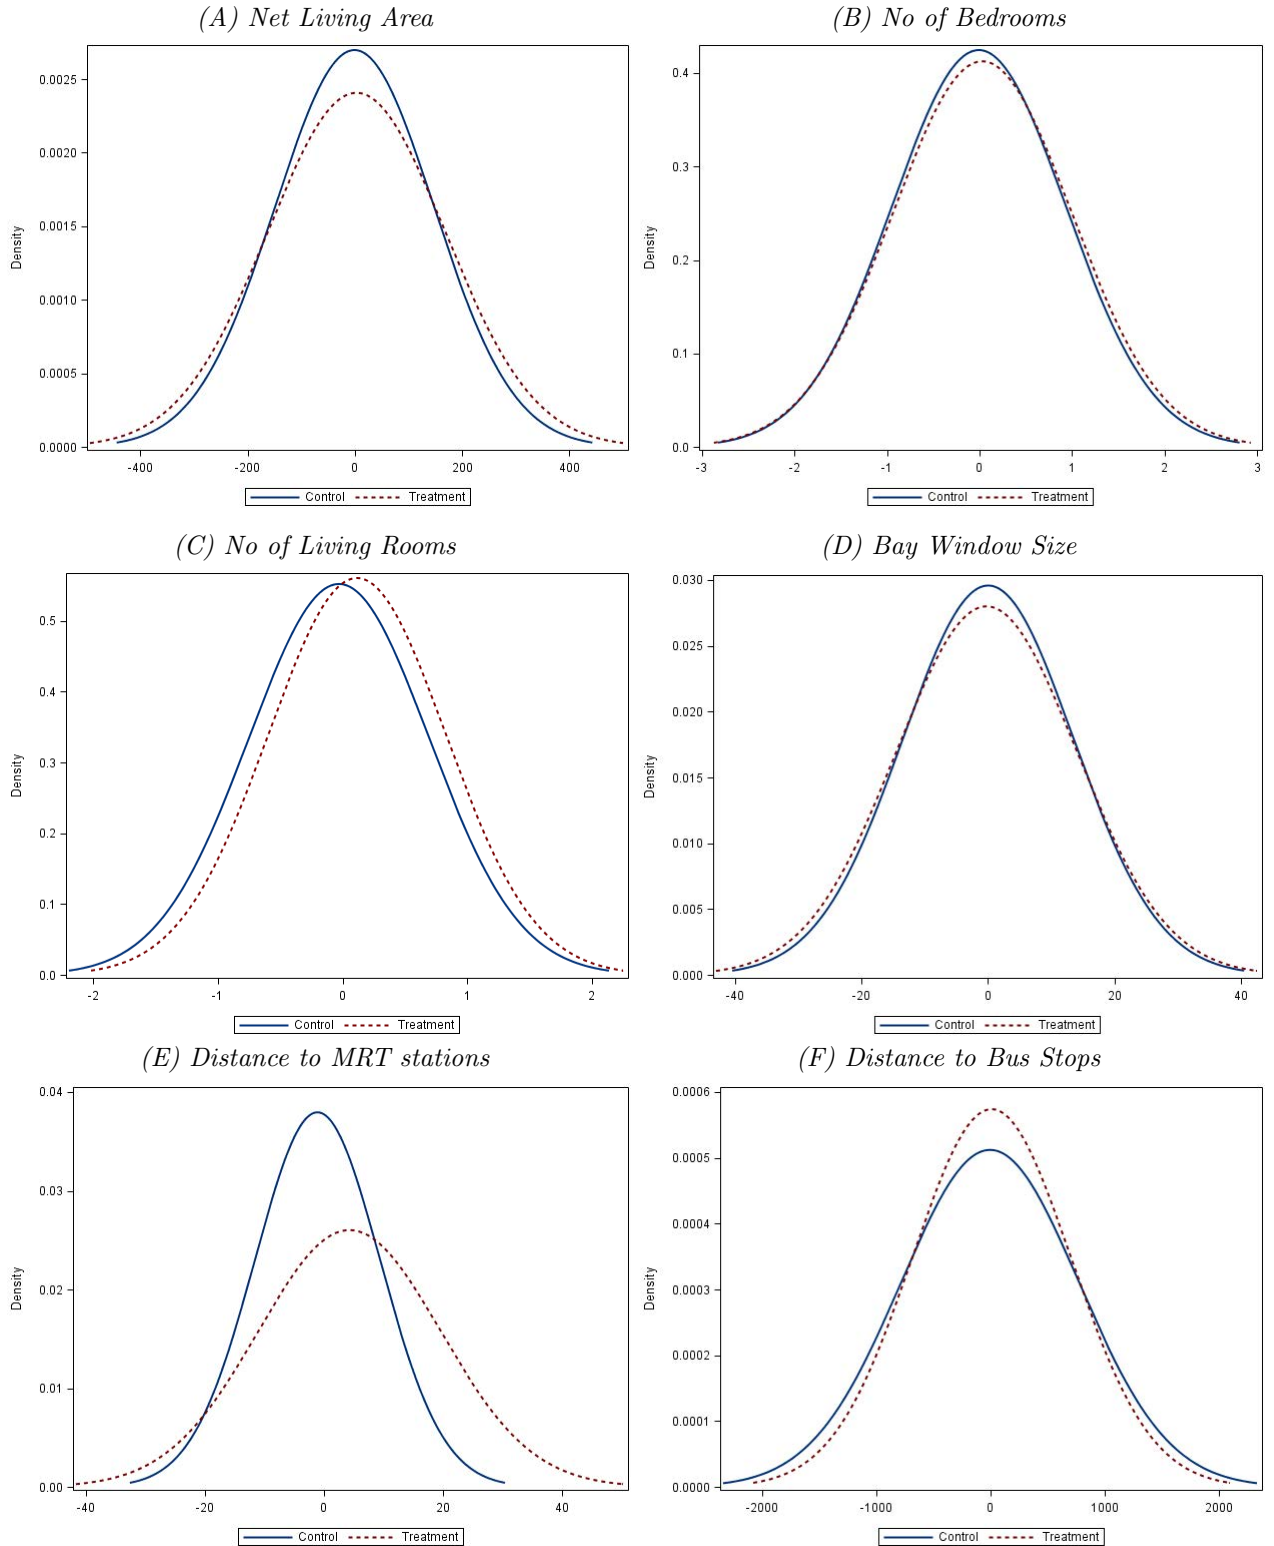 (A) Net Living Area
0.0025
0.0020
0.0015
0.0010
0.0005
0.0000
Density
-400 -200 0 200 400
Control Treatment
(B) No of Bedrooms
0.4
0.3
0.2
0.1
0.0
Density
-3 -2 -1 0 1 2 3
Control Treatment
(C) No of Living Rooms
0.5
0.4
0.3
0.2
0.1
0.0
Density
-2 -1 0 1 2
Control Treatment
(D) Bay Window Size
0.030
0.025
0.020
0.015
0.010
0.005
0.000
Density
-40 -20 0 20 40
Control Treatment
(E) Distance to MRT stations
0.04
0.03
0.02
0.01
0.00
Density
-40 -20 0 20 40
Control Treatment
(F) Distance to Bus Stops
0.0006
0.0005
0.0004
0.0003
0.0002
0.0001
0.0000
Density
-2000 -1000 0 1000 2000
Control Treatment